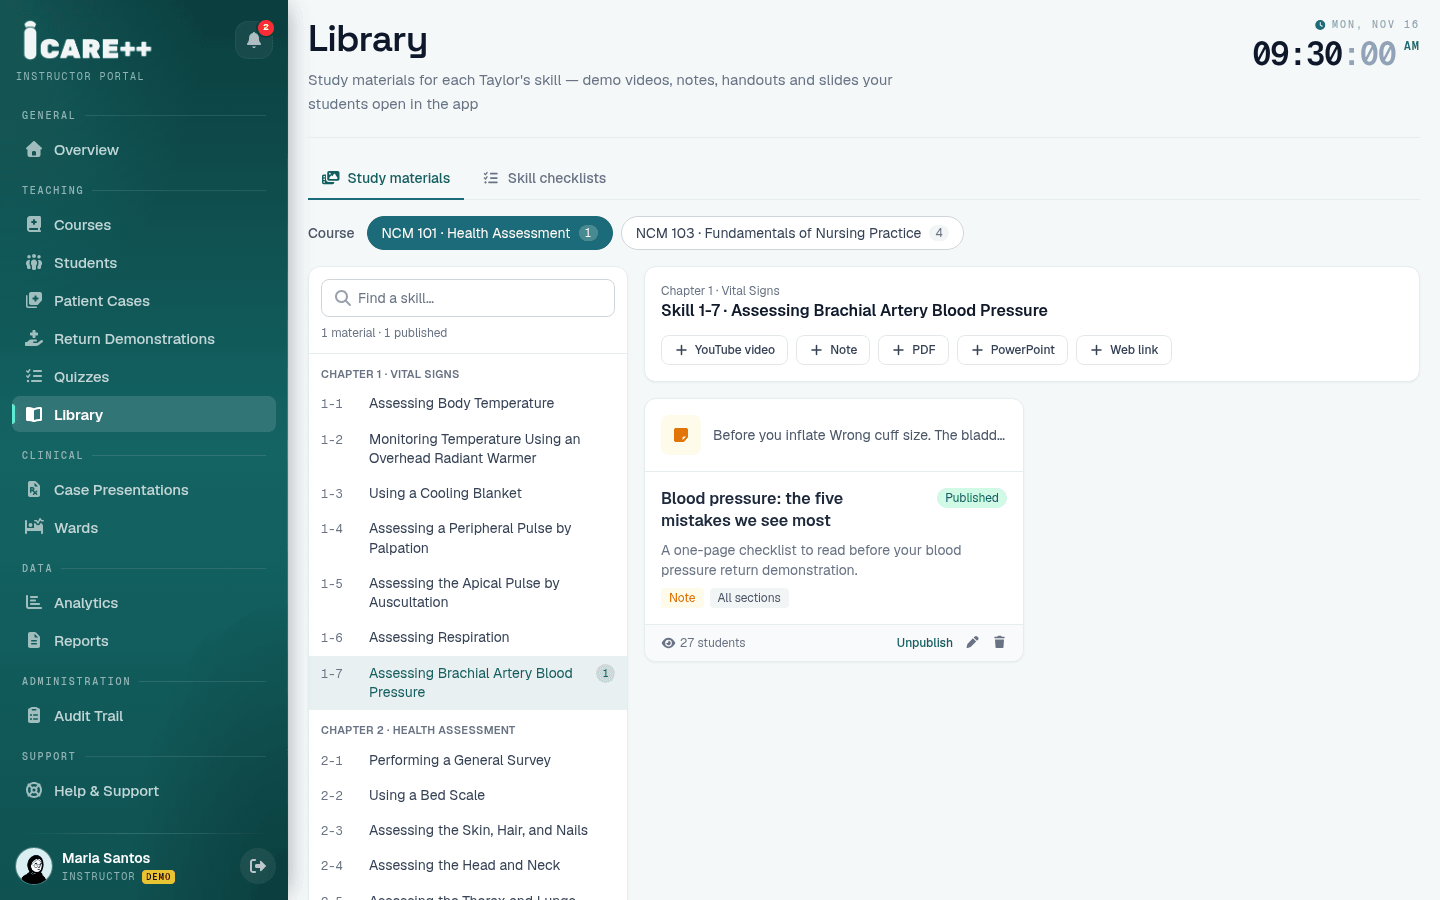 iCARE++
2
INSTRUCTOR PORTAL
GENERAL
Overview
TEACHING
Courses
Students
Patient Cases
Return Demonstrations
Quizzes
Library
CLINICAL
Case Presentations
Wards
DATA
Analytics
Reports
ADMINISTRATION
Audit Trail
SUPPORT
Help & Support
Maria Santos
INSTRUCTOR DEMO
Library
Study materials for each Taylor's skill — demo videos, notes, handouts and slides your
students open in the app
MON, NOV 16
09:30:00 AM
Study materials
Skill checklists
Course
NCM 101 · Health Assessment 1
NCM 103 · Fundamentals of Nursing Practice 4
Find a skill...
1 material · 1 published
CHAPTER 1 · VITAL SIGNS
1-1 Assessing Body Temperature
1-2 Monitoring Temperature Using an
Overhead Radiant Warmer
1-3 Using a Cooling Blanket
1-4 Assessing a Peripheral Pulse by
Palpation
1-5 Assessing the Apical Pulse by
Auscultation
1-6 Assessing Respiration
1-7 Assessing Brachial Artery Blood
Pressure
1
CHAPTER 2 · HEALTH ASSESSMENT
2-1 Performing a General Survey
2-2 Using a Bed Scale
2-3 Assessing the Skin, Hair, and Nails
2-4 Assessing the Head and Neck
2-5 Assessing the Thorax and Lungs
Chapter 1 · Vital Signs
Skill 1-7 · Assessing Brachial Artery Blood Pressure
+ YouTube video
+ Note
+ PDF
+ PowerPoint
+ Web link
Before you inflate Wrong cuff size. The bladd...
Blood pressure: the five
mistakes we see most
Published
A one-page checklist to read before your blood
pressure return demonstration.
Note
All sections
27 students
Unpublish